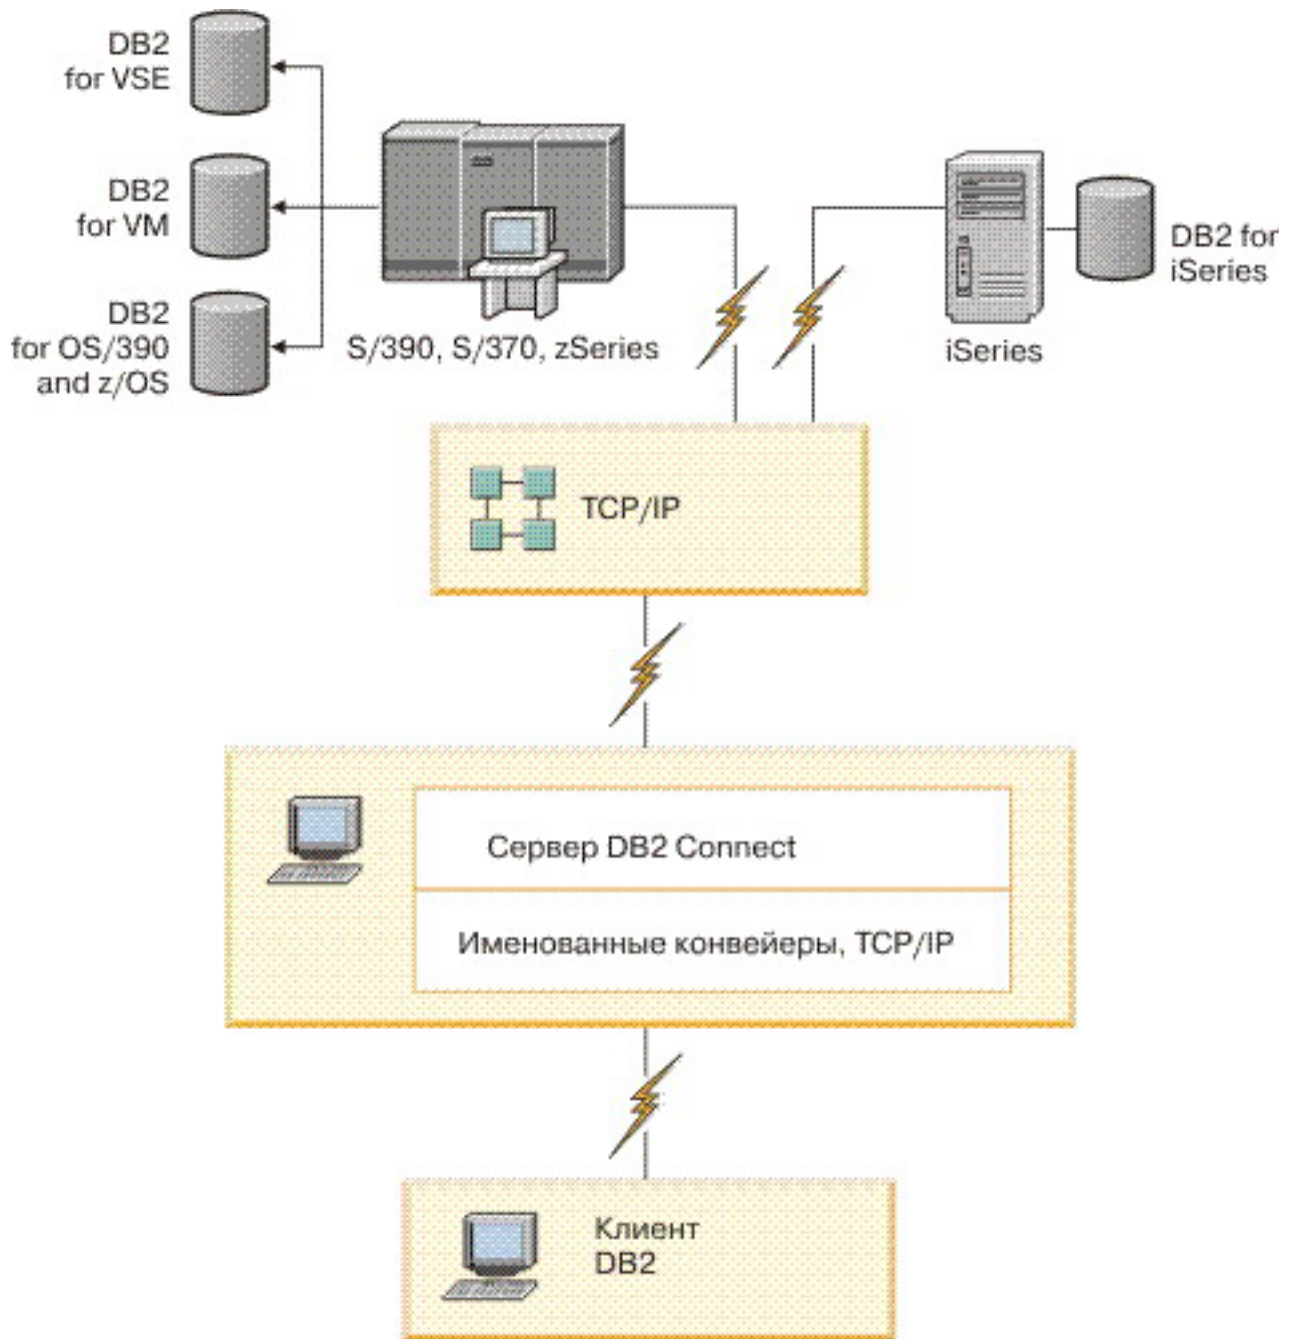 DB2
for VSE
DB2
for VM
DB2
for OS/390
and z/OS
S/390, S/370, zSeries
iSeries
DB2 for
iSeries
TCP/IP
Сервер DB2 Connect
Именованные конвейеры, TCP/IP
Клиент
DB2